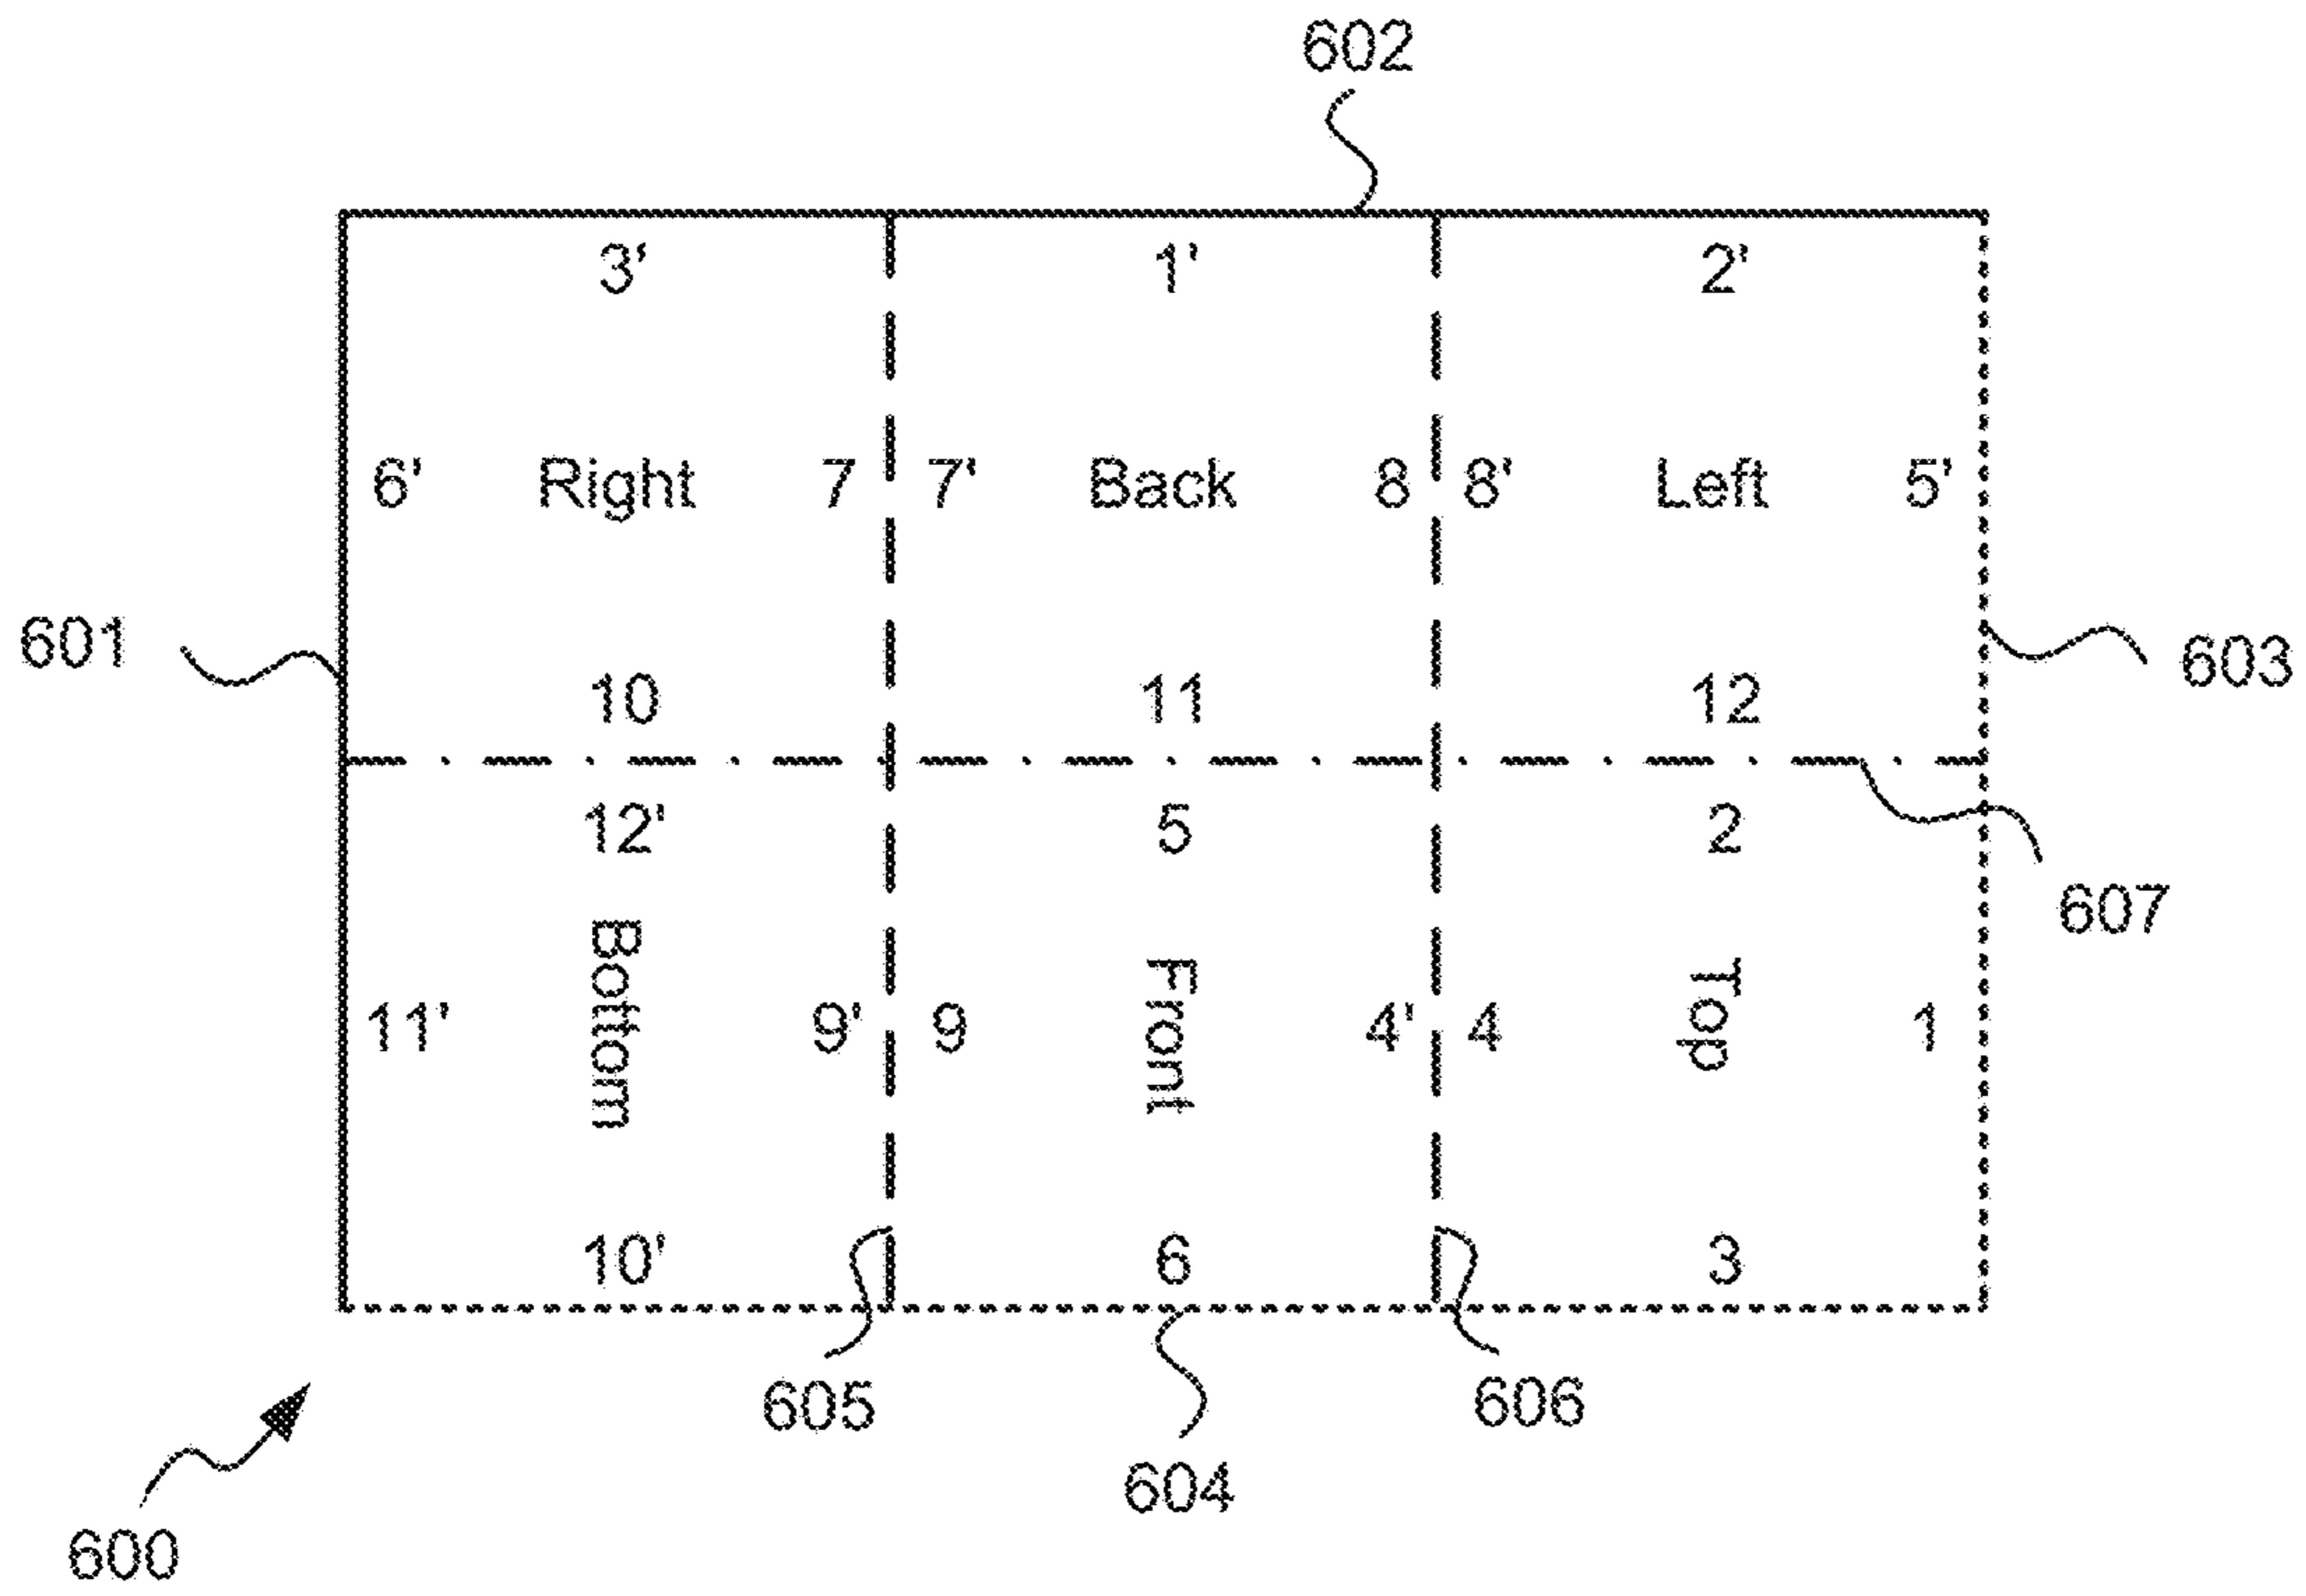 602
3' 1' 2'
6' Right 7 7' Back 8 8' Left 5'
601 603
10 11 12
12' 5 2
607
Bottom Front Top
11' 9' 9 4' 4 1
10' 6 3
605 606
604
600